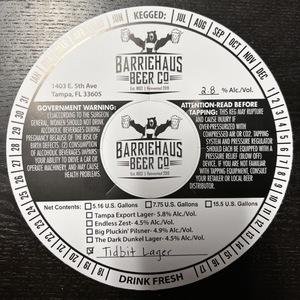 KEGGED:
JUL AUG SEP OCT NOV DEC
BARRIEHAUS
BEER CO
Est. 1857 | Reinvented 2019
1403 E. 5th Ave
Tampa, FL 33605
2.8 % Alc./Vol.
GOVERNMENT WARNING:
(1) ACCORDING TO THE SURGEON
GENERAL, WOMEN SHOULD NOT DRINK
ALCOHOLIC BEVERAGES DURING
PREGNANCY BECAUSE OF THE RISK OF
BIRTH DEFECTS. (2) CONSUMPTION OF
ALCOHOLIC BEVERAGES IMPAIRS
YOUR ABILITY TO DRIVE A CAR OR
OPERATE MACHINERY, AND MAY CAUSE
HEALTH PROBLEMS
BARRIEHAUS
BEER CO
ATTENTION-READ BEFORE
TAPPING: THIS KEG MAY RUPTURE
AND CAUSE INJURY IF
OVER-PRESSURIZED WITH
COMPRESSED AIR OR CO2. TAPPING
SYSTEM AND PRESSURE REGULATOR
SHOULD EACH BE EQUIPPED WITH A
PRESSURE RELIEF (BLOW OFF)
DEVICE. IF YOU ARE NOT FAMILIAR
WITH TAPPING EQUIPMENT, CONSULT
YOUR RETAILER OR LOCAL BEER
DISTRIBUTOR.
Net Contents: 5.16 U.S. Gallons 7.75 U.S. Gallons 15.5 U.S. Gallons
Tampa Export Lager- 5.8% Alc./Vol.
Endless Zest- 4.5% Alc./Vol.
Big Pluckin' Pilsner- 4.9% Alc./Vol.
The Dark Dunkel Lager- 4.5% Alc./Vol.
Tidbit Lager
DRINK FRESH